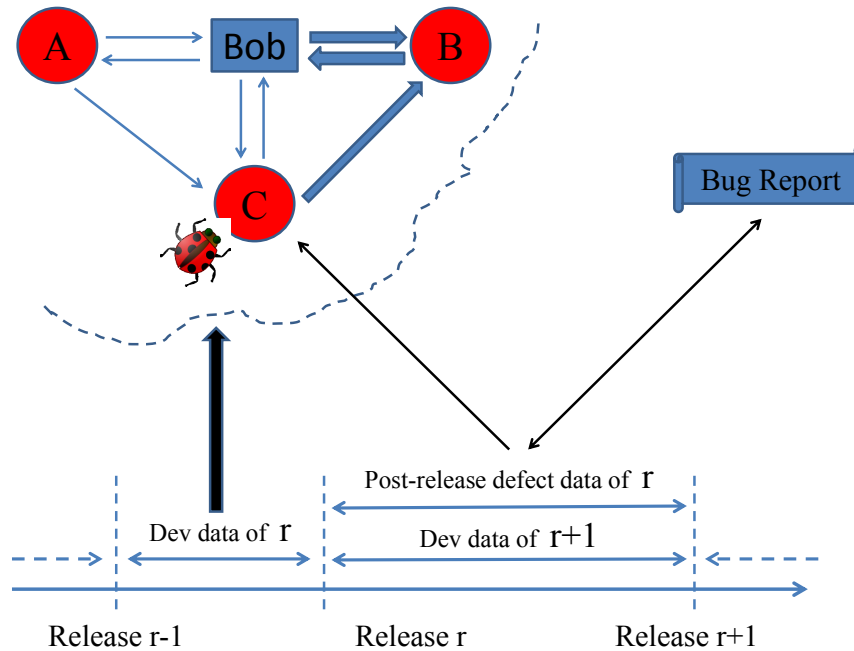 A
Bob
B
C
Bug Report
Post-release defect data of r
Dev data of r
Dev data of r+1
Release r-1
Release r
Release r+1